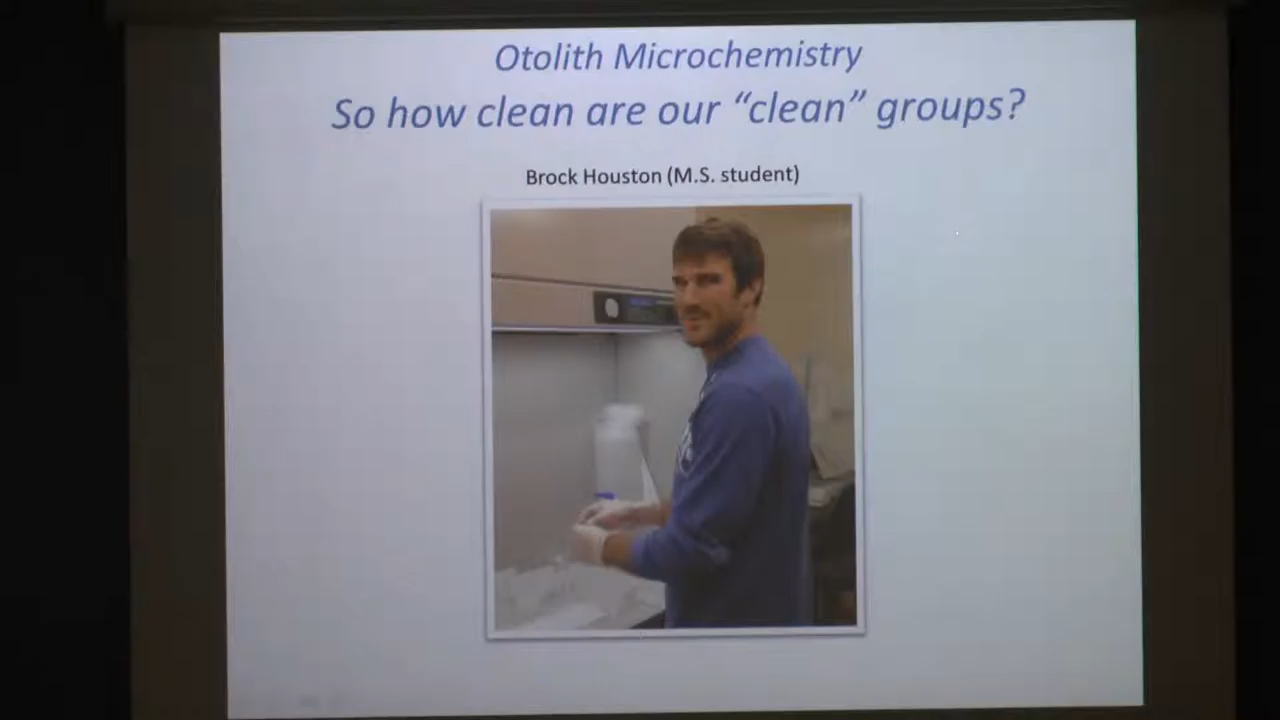 Otolith Microchemistry
So how clean are our “clean” groups?
Brock Houston (M.S. student)